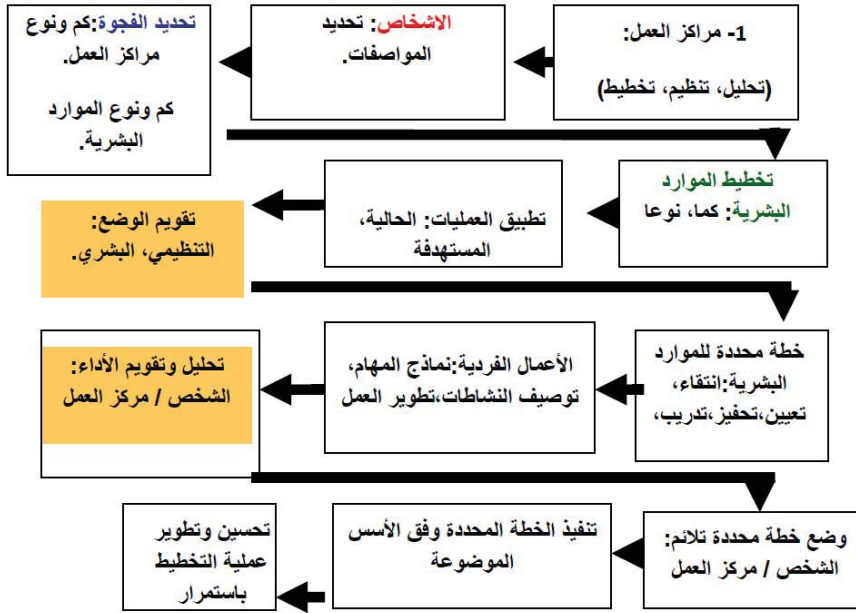 1- مراكز العمل:
(تحليل، تنظيم، تخطيط)
الاشخاص: تحديد
المواصفات.
تحديد الفجوة:كم ونوع
مراكز العمل.
كم ونوع الموارد
البشرية.
تخطيط الموارد
البشرية: كما، نوعا
تطبيق العمليات: الحالية،
المستهدفة
تقويم الوضع:
التنظيمي، البشري.
خطة محددة للموارد
البشرية:انتقاء،
تعيين،تحفيز،تدريب،
الأعمال الفردية:نماذج المهام،
توصيف النشاطات،تطوير العمل
تحليل وتقويم الأداء:
الشخص / مركز العمل
وضع خطة محددة تلائم:
الشخص / مركز العمل
تنفيذ الخطة المحددة وفق الأسس
الموضوعة
تحسين وتطوير
عملية التخطيط
باستمرار